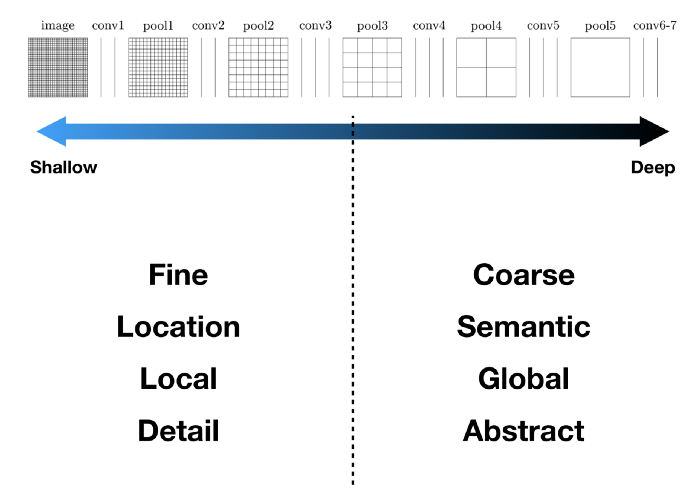 image conv1 pool1 conv2 pool2 conv3 pool3 conv4 pool4 conv5 pool5 conv6-7
Shallow Deep
Fine Coarse
Location Semantic
Local Global
Detail Abstract